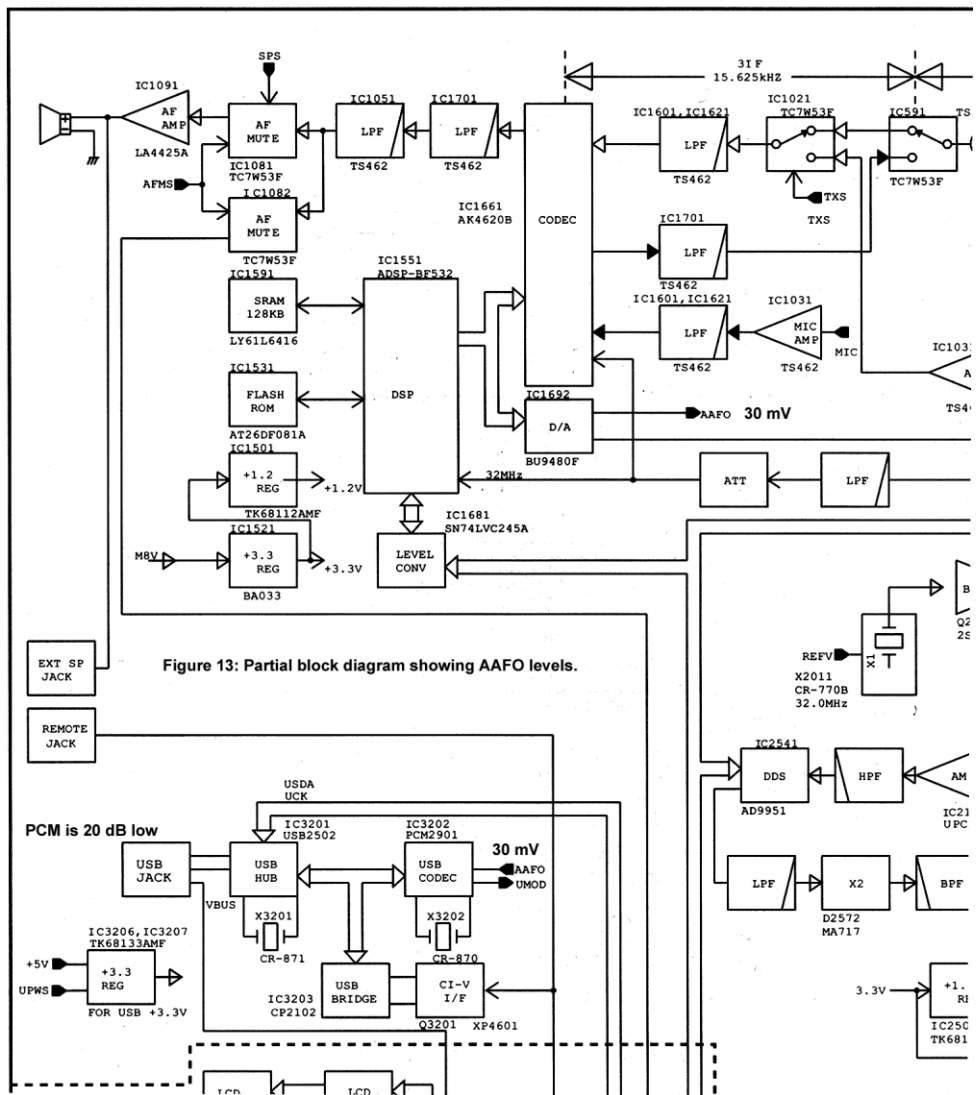 SPS
3IF
15.625kHZ
IC1091
AF
AMP
LA4425A
AF
MUTE
IC1081
TC7W53F
AFMS
IC1082
AF
MUTE
TC7W53F
IC1051
LPF
TS462
IC1701
LPF
TS462
IC1661
AK4620B
CODEC
IC1601,IC1621
LPF
TS462
IC1021
TC7W53F
TXS
TXS
IC591
TC7W53F
IC1701
LPF
TS462
IC1601,IC1621
LPF
TS462
IC1031
MIC
AMP
TS462
MIC
IC1551
ADSP-BF532
DSP
IC1591
SRAM
128KB
LY61L6416
IC1531
FLASH
ROM
AT26DF081A
IC1501
+1.2
REG
+1.2V
TK68112AMF
IC1521
M8V
+3.3
REG
+3.3V
BA033
IC1692
D/A
BU9480F
AAFO 30 mV
32MHz
ATT
LPF
IC1681
SN74LVC245A
LEVEL
CONV
EXT SP
JACK
Figure 13: Partial block diagram showing AAFO levels.
REFV
X1
X2011
CR-770B
32.0MHz
REMOTE
JACK
IC2541
DDS
AD9951
HPF
AM
USDA
UCK
PCM is 20 dB low
USB
JACK
IC3201
USB2502
USB
HUB
VBUS
IC3202
PCM2901
USB
CODEC
30 mV
AAFO
UMOD
X3201
CR-871
X3202
CR-870
LPF
X2
D2572
MA717
BPF
IC3206,IC3207
TK68133AMF
+5V
UPWS
+3.3
REG
FOR USB +3.3V
USB
BRIDGE
IC3203
CP2102
CI-V
I/F
Q3201
XP4601
3.3V
LCD
LCD